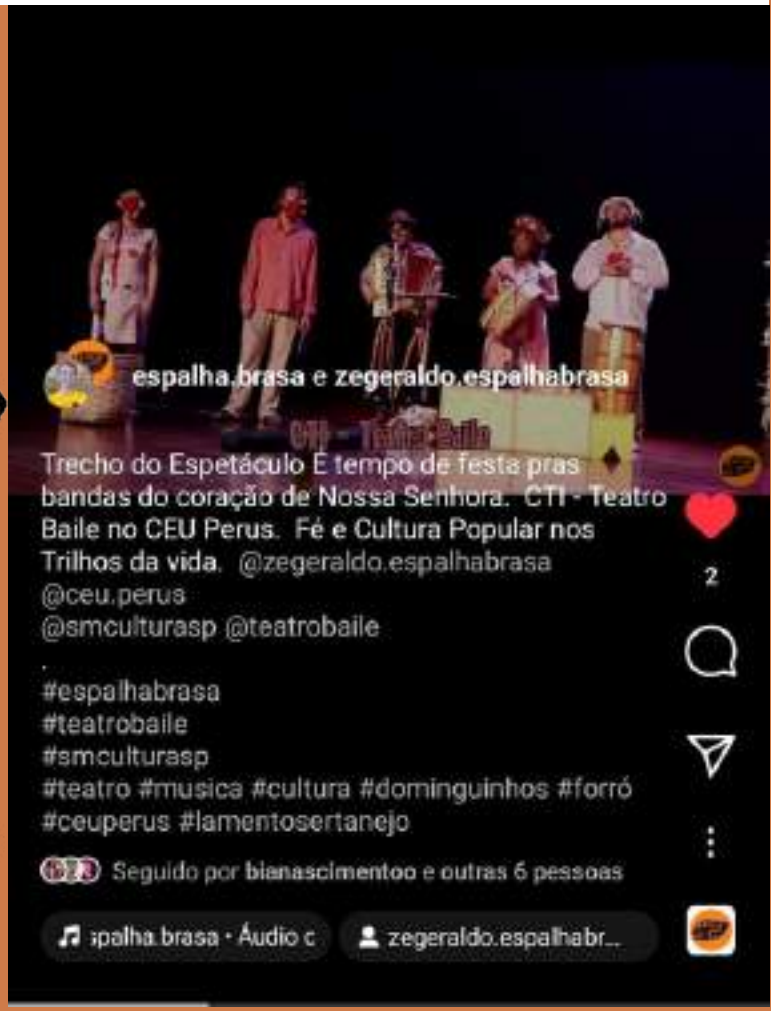 espalha.brasa e zegeraldo.espalhabrasa
CTI - Teatro Baile
Trecho do Espetáculo É tempo de festa pras
bandas do coração de Nossa Senhora. CTI - Teatro
Baile no CEU Perus. Fé e Cultura Popular nos
Trilhos da vida. @zegeraldo.espalhabrasa
@ceu.perus
@smculturasp @teatrobaile
.
#espalhabrasa
#teatrobaile
#smculturasp
#teatro #musica #cultura #dominguinhos #forró
#ceuperus #lamentosertanejo
2
Seguido por bianascimentoo e outras 6 pessoas
spalha.brasa • Áudio o
zegeraldo.espalhabr...